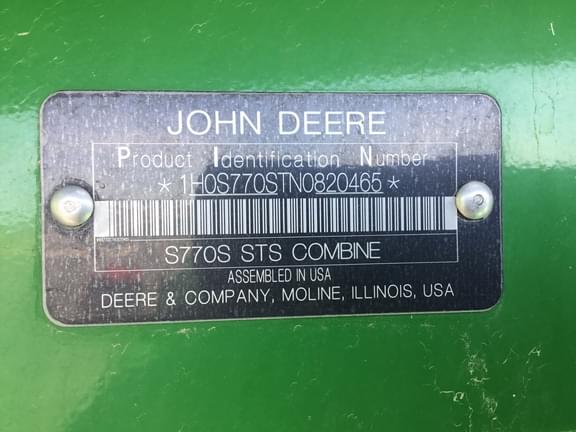 JOHN DEERE
Product Identification Number
*1H0S770STN0820465*
S770S STS COMBINE
ASSEMBLED IN USA
DEERE & COMPANY, MOLINE, ILLINOIS, USA